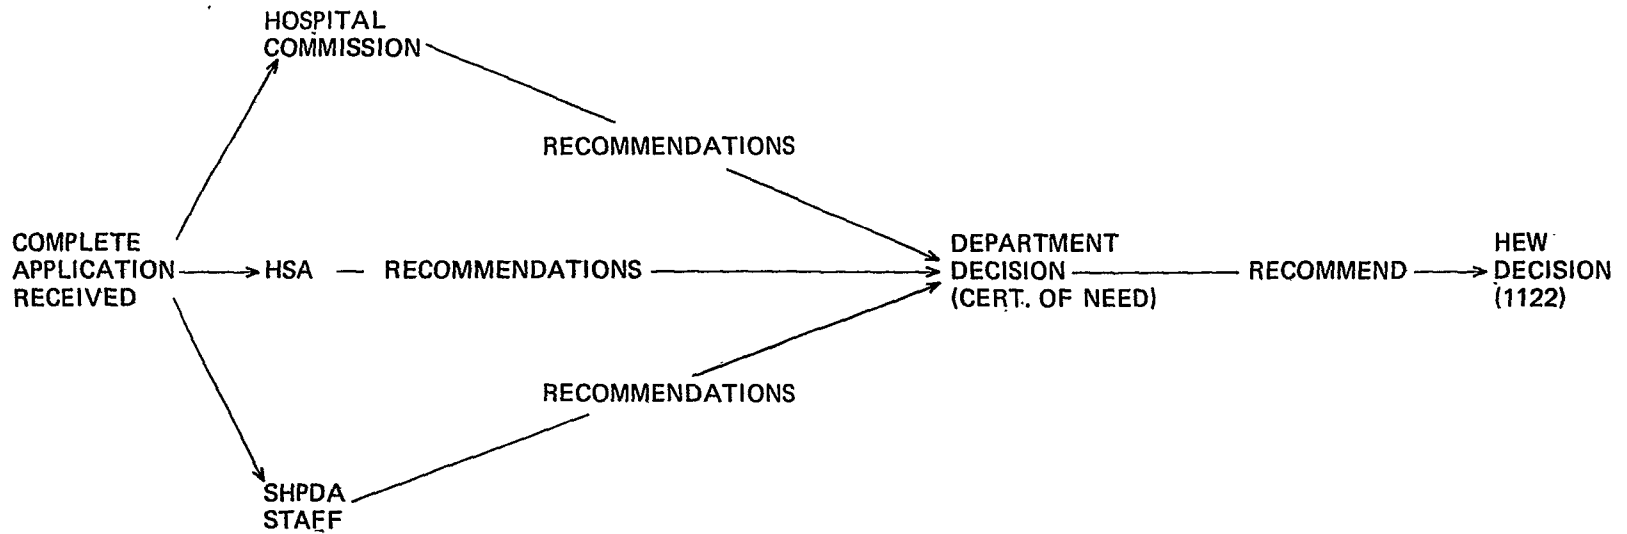 HOSPITAL
COMMISSION
RECOMMENDATIONS
COMPLETE
APPLICATION
RECEIVED
HSA
RECOMMENDATIONS
DEPARTMENT
DECISION
(CERT. OF NEED)
RECOMMEND
HEW
DECISION
(1122)
RECOMMENDATIONS
SHPDA
STAFF